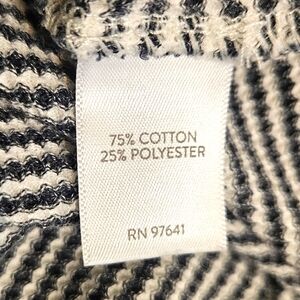 75% COTTON
25% POLYESTER
RN 97641